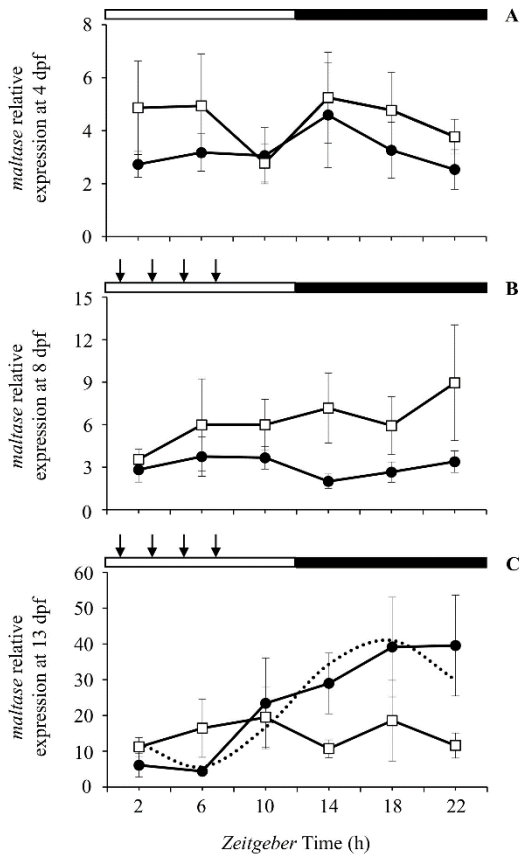 A
maltase relative
expression at 4 dpf
8
6
4
2
0
B
maltase relative
expression at 8 dpf
15
12
9
6
3
0
C
maltase relative
expression at 13 dpf
60
50
40
30
20
10
0
2 6 10 14 18 22
Zeitgeber Time (h)